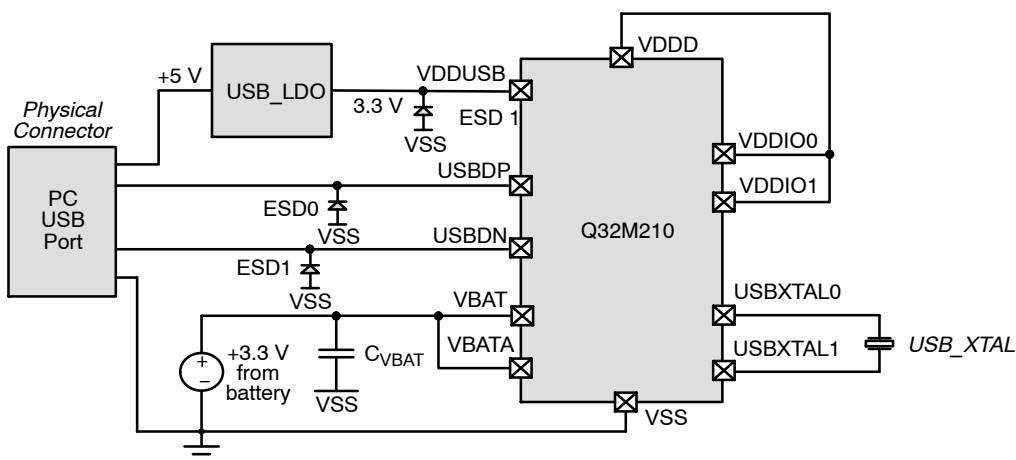 VDDD
+5 V
USB_LDO
VDDUSB
3.3 V
ESD 1
VSS
Physical
Connector
PC
USB
Port
USBDP
ESD0
VSS
USBDN
ESD1
VSS
Q32M210
VDDIO0
VDDIO1
VBAT
VBATA
+3.3 V
from
battery
+
–
CVBAT
VSS
USBXTAL0
USBXTAL1
USB_XTAL
VSS